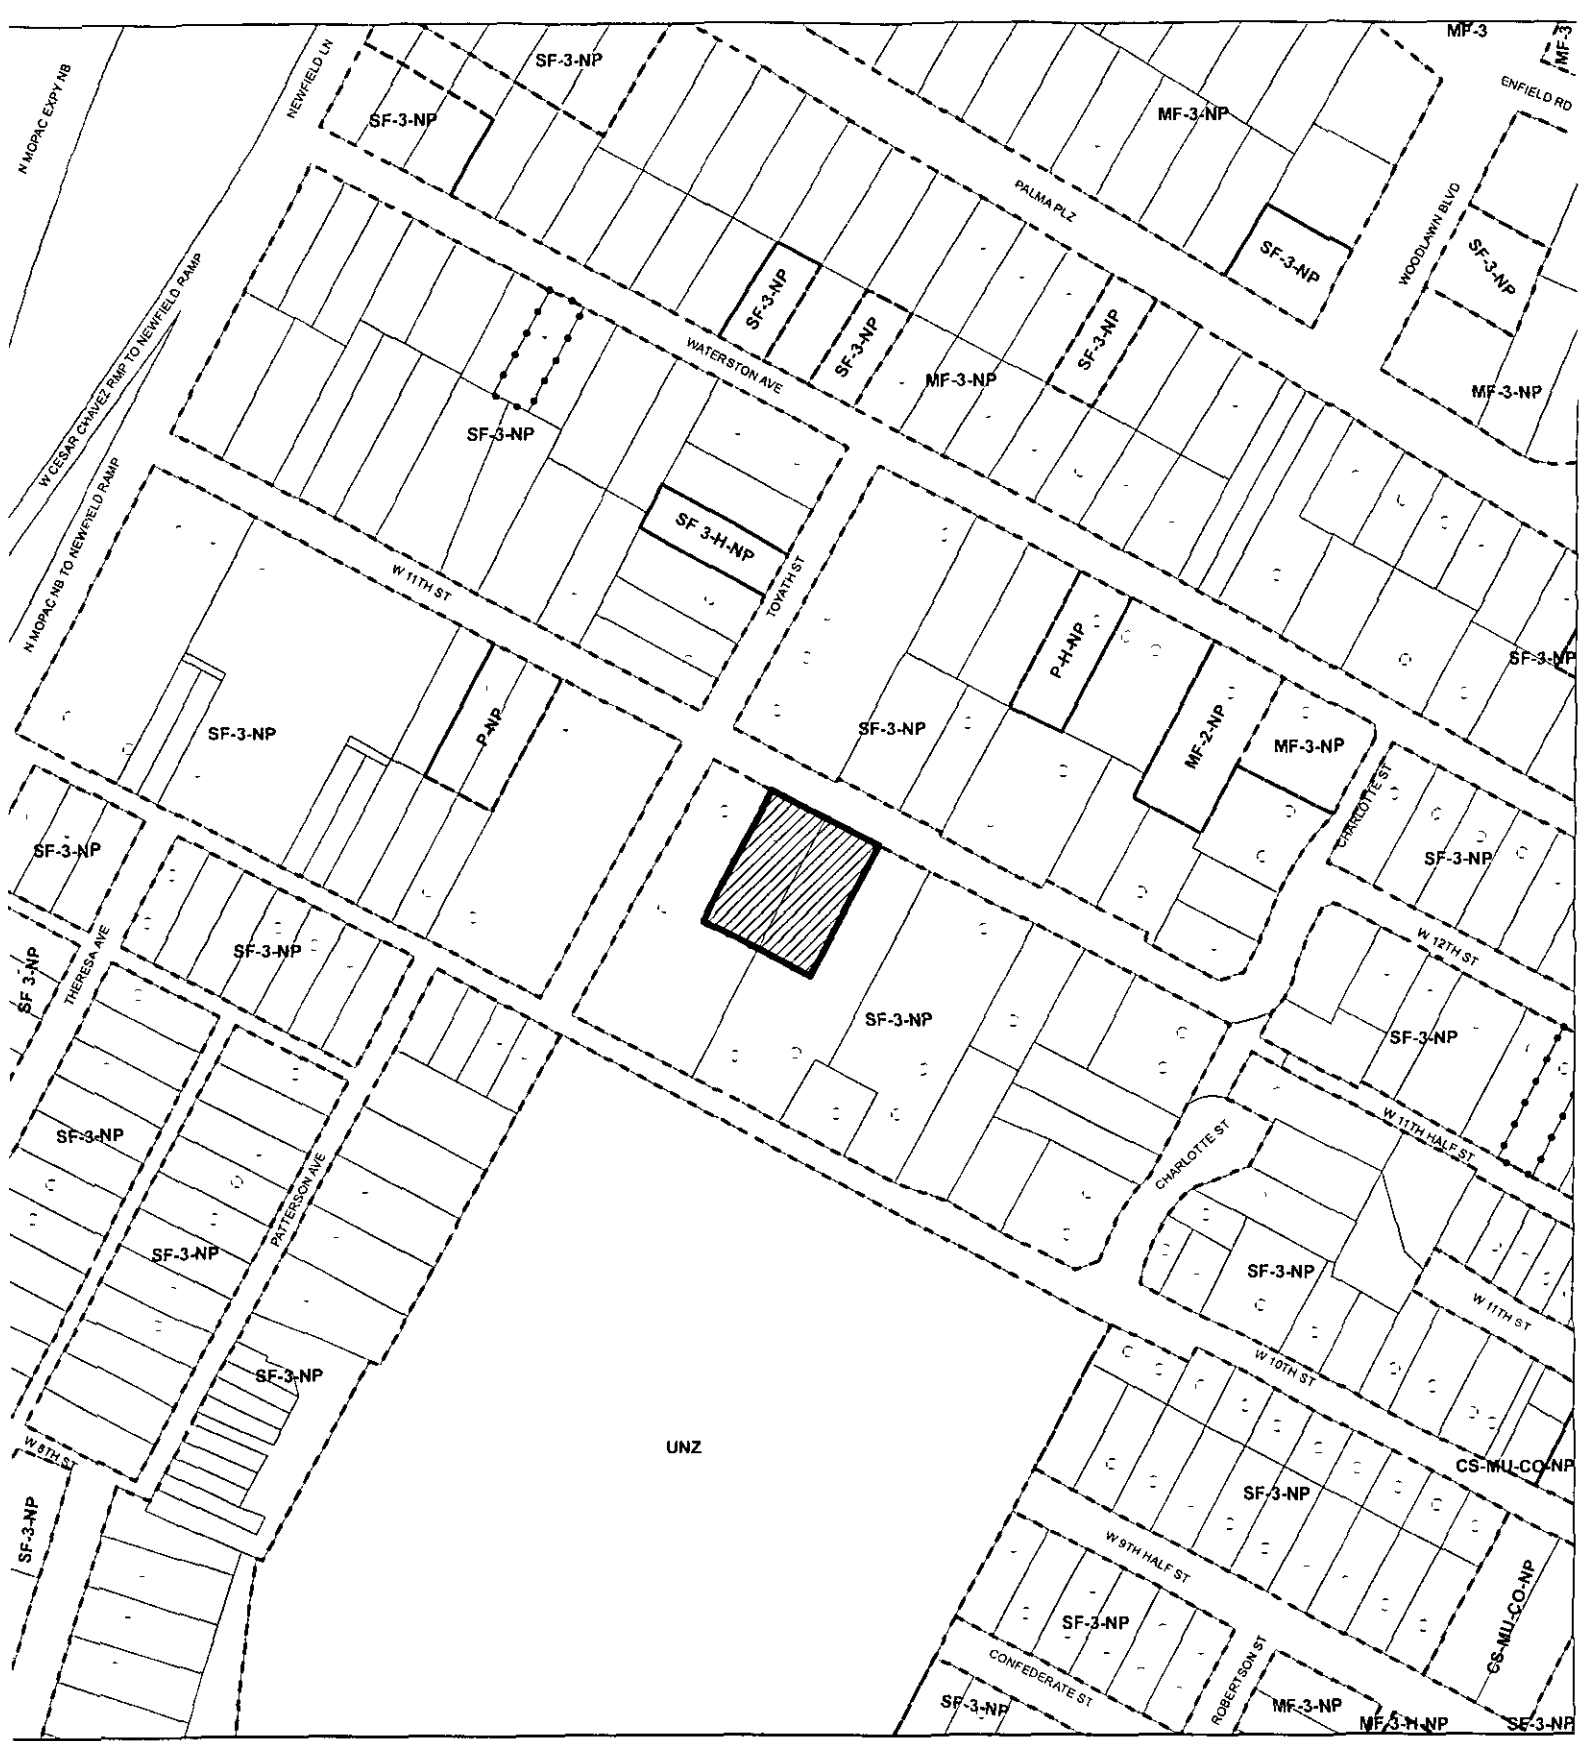 MF-3
MF-3
SF-3-NP
ENFIELD RD
N MOPAC EXPY NB
NEWFIELD LN
SF-3-NP
MF-3-NP
PALMA PLZ
WOODLAWN BLVD
SF-3-NP
SF-3-NP
W CESAR CHAVEZ RMP TO NEWFIELD RAMP
SF-3-NP
SF-3-NP
SF-3-NP
WATERSTON AVE
MF-3-NP
MF-3-NP
SF-3-NP
N MOPAC NB TO NEWFIELD RAMP
SF 3-H-NP
W 11TH ST
TOYATH ST
P-H-NP
SF-3-NP
SF-3-NP
P-NP
SF-3-NP
MF-2-NP
MF-3-NP
CHARLOTTE ST
SF-3-NP
SF-3-NP
SF-3-NP
W 12TH ST
THERESA AVE
SF 3-NP
SF-3-NP
SF-3-NP
SF-3-NP
SF-3-NP
W 11TH HALF ST
CHARLOTTE ST
PATTERSON AVE
SF-3-NP
SF-3-NP
W 11TH ST
SF-3-NP
W 10TH ST
UNZ
W 8TH ST
CS-MU-CO-NP
SF-3-NP
SF-3-NP
W 9TH HALF ST
CS-MU-CO-NP
SF-3-NP
CONFEDERATE ST
ROBERTSON ST
SF-3-NP
MF-3-NP
MF-3-H-NP
SF-3-NP